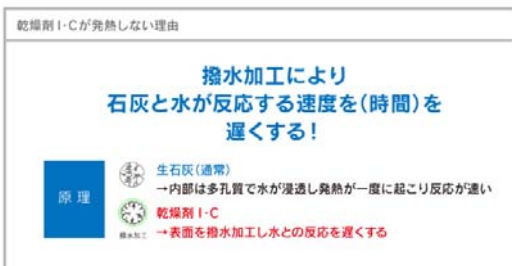 乾燥剤 I・Cが発熱しない理由
撥水加工により
石灰と水が反応する速度を(時間)を
遅くする!
原 理
生石灰(通常)
→内部は多孔質で水が浸透し発熱が一度に起こり反応が速い
乾燥剤 I・C
撥水加工
→表面を撥水加工し水との反応を遅くする